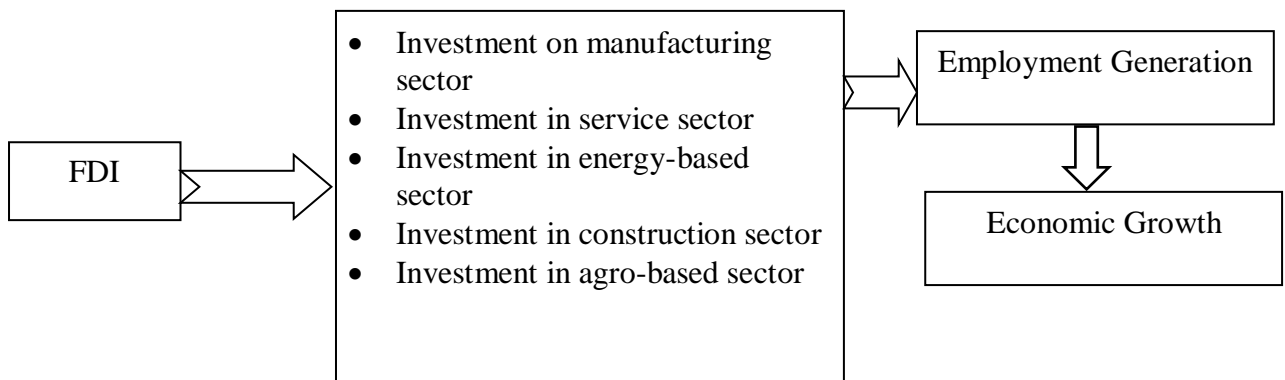 FDI
• Investment on manufacturing
sector
• Investment in service sector
• Investment in energy-based
sector
• Investment in construction sector
• Investment in agro-based sector
Employment Generation
Economic Growth